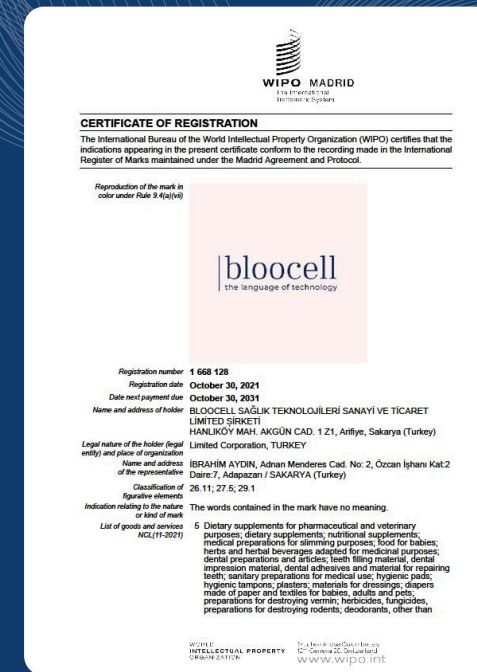 WIPO MADRID
The International
Trademark System
CERTIFICATE OF REGISTRATION
The International Bureau of the World Intellectual Property Organization (WIPO) certifies that the
indications appearing in the present certificate conform to the recording made in the International
Register of Marks maintained under the Madrid Agreement and Protocol.
Reproduction of the mark in
color under Rule 9.4(a)(vii)
bloocell
the language of technology
Registration number 1 668 128
Registration date October 30, 2021
Date next payment due October 30, 2031
Name and address of holder BLOOCELL SAĞLIK TEKNOLOJİLERİ SANAYİ VE TİCARET
LİMİTED ŞİRKETİ
HANLIKÖY MAH. AKGÜN CAD. 1 Z1, Arifiye, Sakarya (Turkey)
Legal nature of the holder (legal Limited Corporation, TURKEY
entity) and place of organization
Name and address İBRAHİM AYDIN, Adnan Menderes Cad. No: 2, Özcan İşhanı Kat:2
of the representative Daire:7, Adapazarı / SAKARYA (Turkey)
Classification of 26.11; 27.5; 29.1
figurative elements
Indication relating to the nature The words contained in the mark have no meaning.
or kind of mark
List of goods and services 5 Dietary supplements for pharmaceutical and veterinary
NCL(11-2021) purposes; dietary supplements; nutritional supplements;
medical preparations for slimming purposes; food for babies;
herbs and herbal beverages adapted for medicinal purposes;
dental preparations and articles; teeth filling material, dental
impression material, dental adhesives and material for repairing
teeth; sanitary preparations for medical use; hygienic pads;
hygienic tampons; plasters; materials for dressings; diapers
made of paper and textiles for babies, adults and pets;
preparations for destroying vermin; herbicides, fungicides,
preparations for destroying rodents; deodorants, other than
WORLD
INTELLECTUAL PROPERTY
ORGANIZATION
www.wipo.int